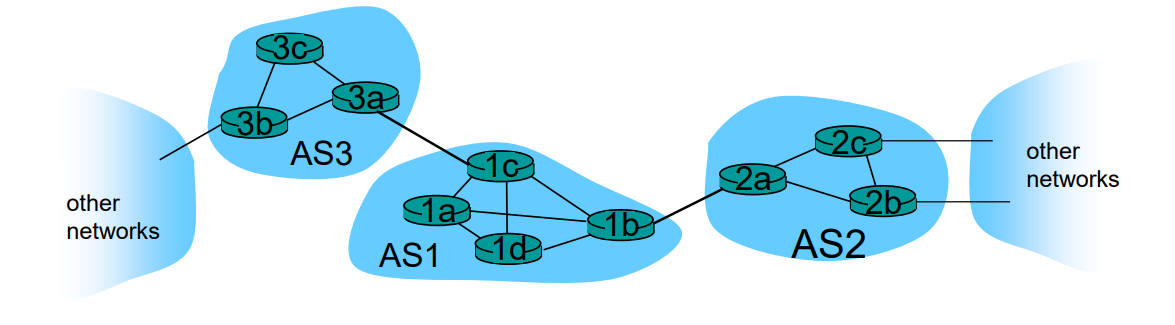 3c
3a
3b
AS3
other
networks
1c
1a
1b
1d
AS1
2c
2a
2b
AS2
other
networks